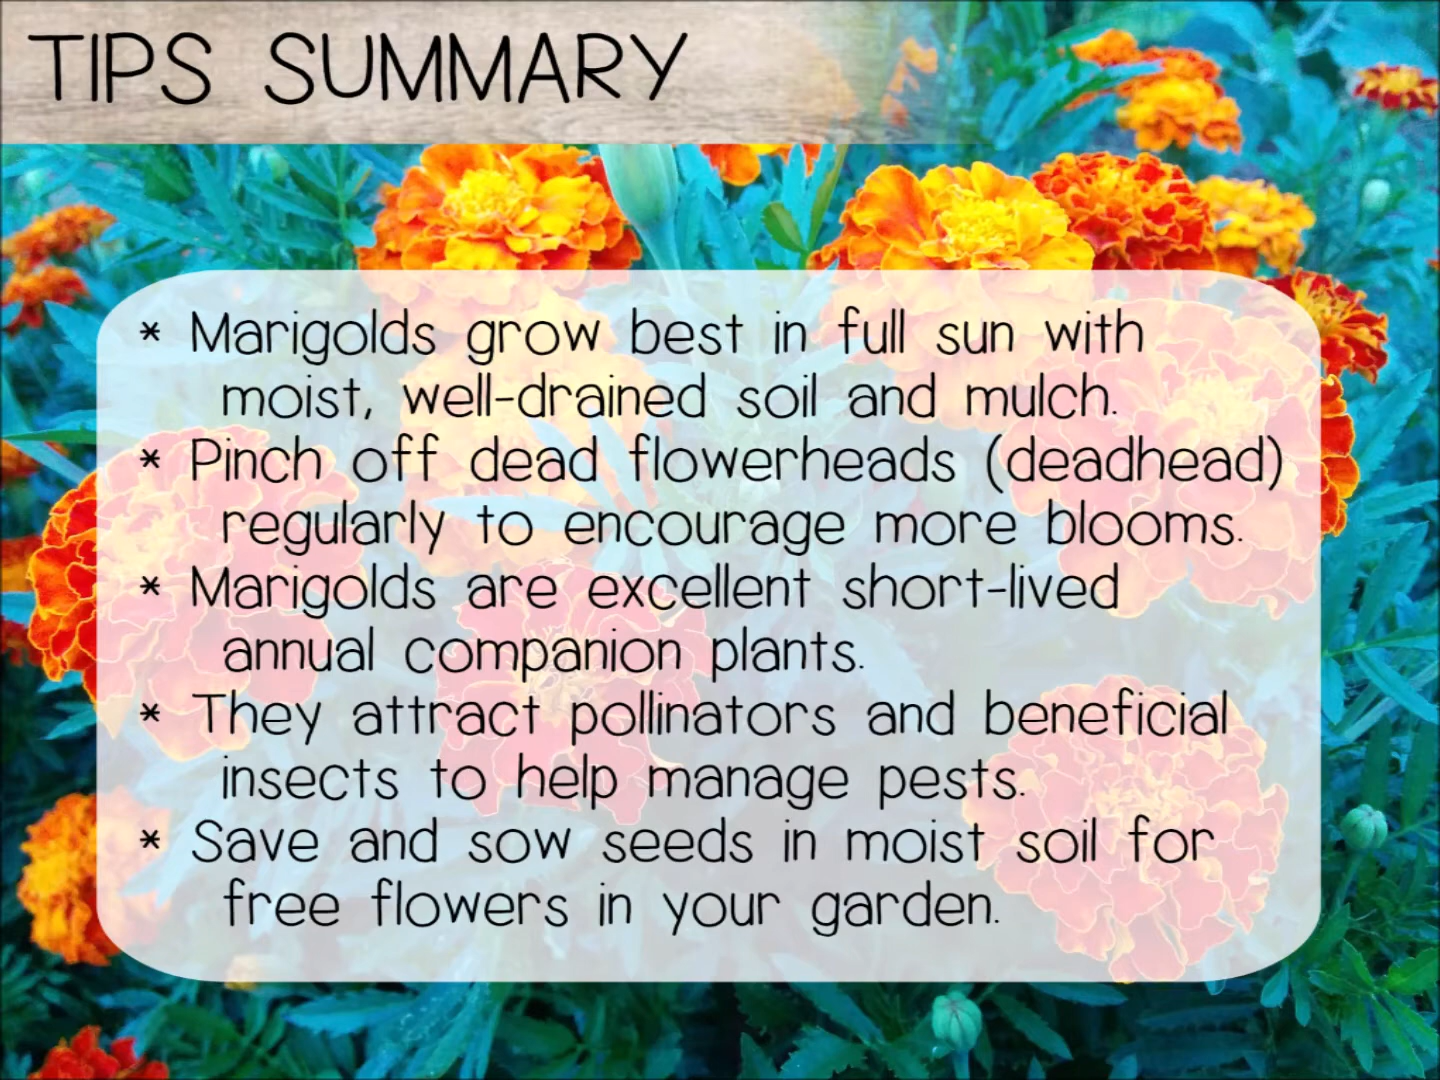 TIPS SUMMARY
* Marigolds grow best in full sun with
moist, well-drained soil and mulch.
* Pinch off dead flowerheads (deadhead)
regularly to encourage more blooms.
* Marigolds are excellent short-lived
annual companion plants.
* They attract pollinators and beneficial
insects to help manage pests.
* Save and sow seeds in moist soil for
free flowers in your garden.